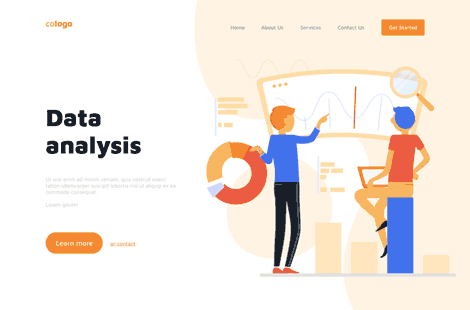 cologo
Home About Us Services Contact Us Get Started
Data
analysis
Ut wisi enim ad minim veniam, quis nostrud exerci
tation ullamcorper suscipit lobortis nisl ut aliquip ex ea
commodo consequat
Lorem ipsum!
Learn more or contact